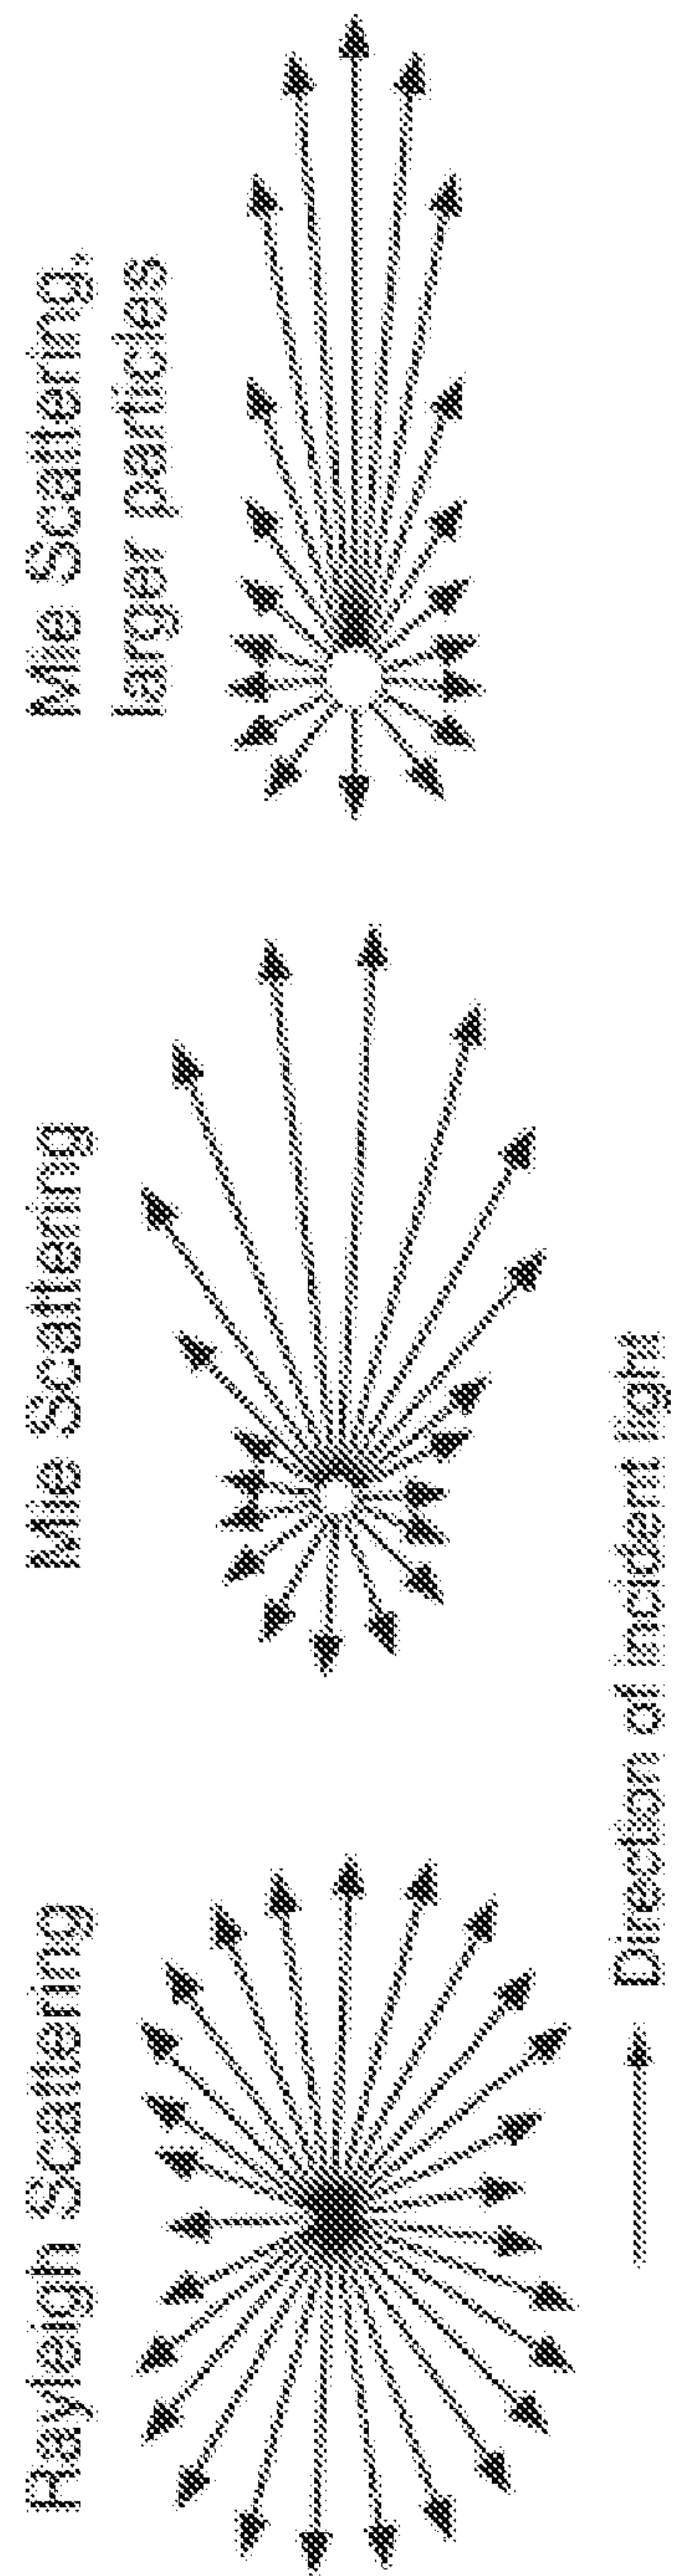 Rayleigh Scattering
Mie Scattering
Mie Scattering,
larger particles
Direction of incident light